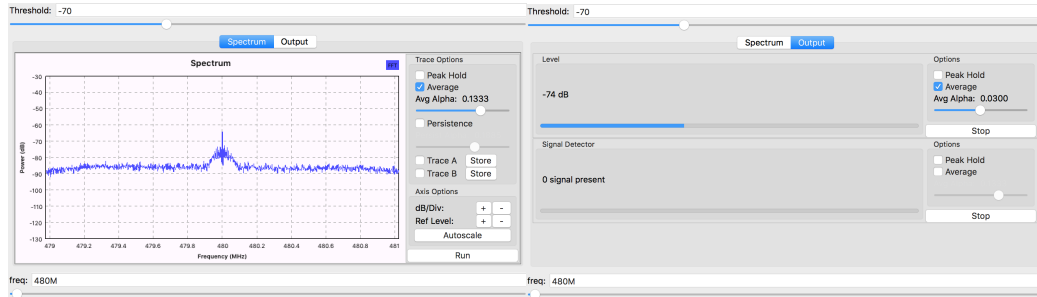 Threshold: -70
Spectrum Output
Spectrum
FFT
Power (dB)
-30
-40
-50
-60
-70
-80
-90
-100
-110
-120
-130
479 479.2 479.4 479.6 479.8 480 480.2 480.4 480.6 480.8 481
Frequency (MHz)
Trace Options
Peak Hold
Average
Avg Alpha: 0.1333
Persistence
Trace A Store
Trace B Store
Axis Options
dB/Div: + -
Ref Level: + -
Autoscale
Run
freq: 480M
Threshold: -70
Spectrum Output
Level
-74 dB
Options
Peak Hold
Average
Avg Alpha: 0.0300
Stop
Signal Detector
0 signal present
Options
Peak Hold
Average
Stop
freq: 480M